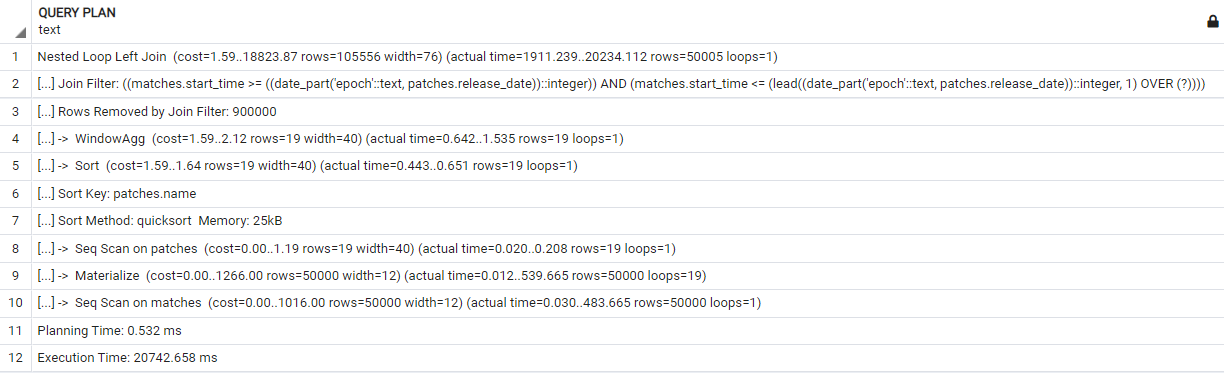 QUERY PLAN
text
1 Nested Loop Left Join (cost=1.59..18823.87 rows=105556 width=76) (actual time=1911.239..20234.112 rows=50005 loops=1)
2 [...] Join Filter: ((matches.start_time >= ((date_part('epoch'::text, patches.release_date))::integer)) AND (matches.start_time <= (lead((date_part('epoch'::text, patches.release_date))::integer, 1) OVER (?))))
3 [...] Rows Removed by Join Filter: 900000
4 [...] -> WindowAgg (cost=1.59..2.12 rows=19 width=40) (actual time=0.642..1.535 rows=19 loops=1)
5 [...] -> Sort (cost=1.59..1.64 rows=19 width=40) (actual time=0.443..0.651 rows=19 loops=1)
6 [...] Sort Key: patches.name
7 [...] Sort Method: quicksort Memory: 25kB
8 [...] -> Seq Scan on patches (cost=0.00..1.19 rows=19 width=40) (actual time=0.020..0.208 rows=19 loops=1)
9 [...] -> Materialize (cost=0.00..1266.00 rows=50000 width=12) (actual time=0.012..539.665 rows=50000 loops=19)
10 [...] -> Seq Scan on matches (cost=0.00..1016.00 rows=50000 width=12) (actual time=0.030..483.665 rows=50000 loops=1)
11 Planning Time: 0.532 ms
12 Execution Time: 20742.658 ms